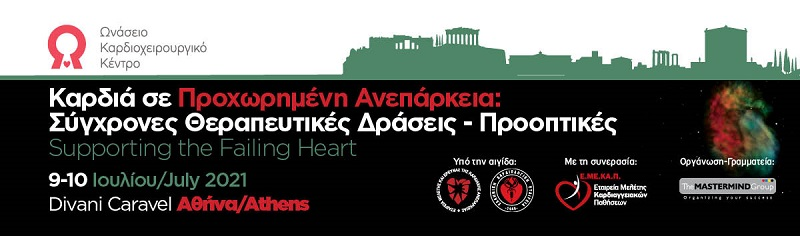 Ωνάσειο
Καρδιοχειρουργικό
Κέντρο
Καρδιά σε Προχωρημένη Ανεπάρκεια:
Σύγχρονες Θεραπευτικές Δράσεις - Προοπτικές
Supporting the Failing Heart
9-10 Ιουλίου/July 2021
Divani Caravel Αθήνα/Athens
Υπό την αιγίδα:
Με τη συνεργασία:
Ε.ΜΕ.ΚΑ.Π.
Εταιρεία Μελέτης
Καρδιαγγειακών
Παθήσεων
Οργάνωση-Γραμματεία:
The MASTERMIND Group
Organizing your success